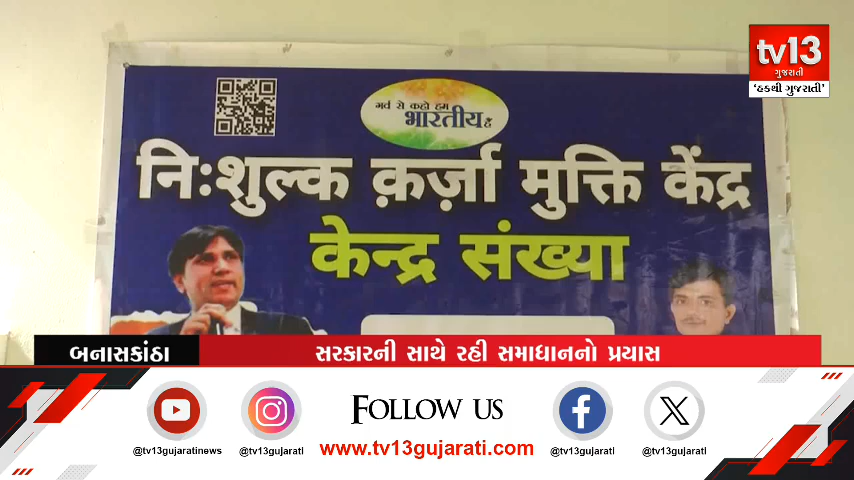 tv13
ગુજરાતી
'હકથી ગુજરાતી'
गर्व से कहो हम
भारतीय हैं
निःशुल्क क़र्ज़ा मुक्ति केंद्र
केन्द्र संख्या
બનાસકાંઠા
સરકારની સાથે રહી સમાધાનનો પ્રયાસ
FOLLOW US
www.tv13gujarati.com
@tv13gujaratinews
@tv13gujarati
@tv13gujarati
@tv13gujarati